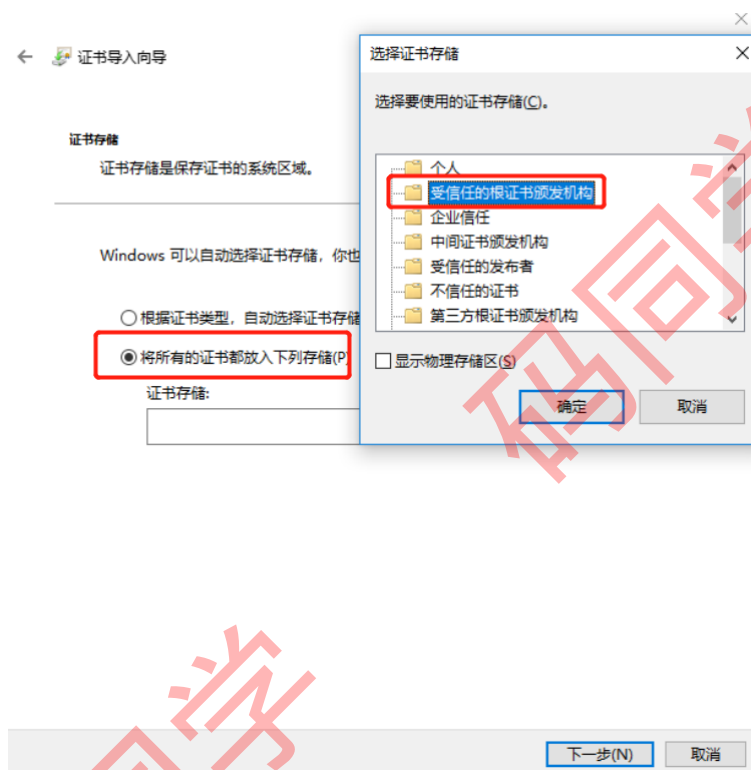 证书导入向导
证书存储
证书存储是保存证书的系统区域。
Windows 可以自动选择证书存储，你也
根据证书类型，自动选择证书存储
将所有的证书都放入下列存储(P)
证书存储:
选择证书存储
选择要使用的证书存储(C)。
个人
受信任的根证书颁发机构
企业信任
中间证书颁发机构
受信任的发布者
不信任的证书
第三方根证书颁发机构
显示物理存储区(S)
确定
取消
下一步(N)
取消
码同学
同学